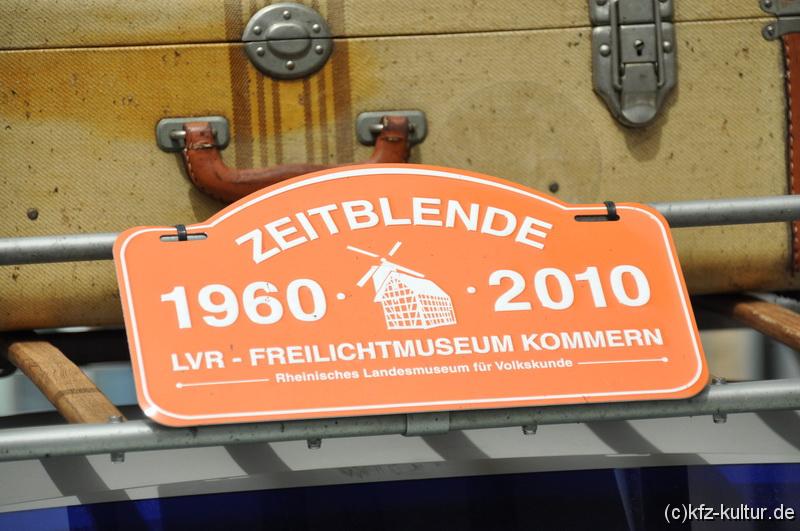 ZEITBLENDE
1960 · · 2010
LVR - FREILICHTMUSEUM KOMMERN
Rheinisches Landesmuseum für Volkskunde
(c)kfz-kultur.de